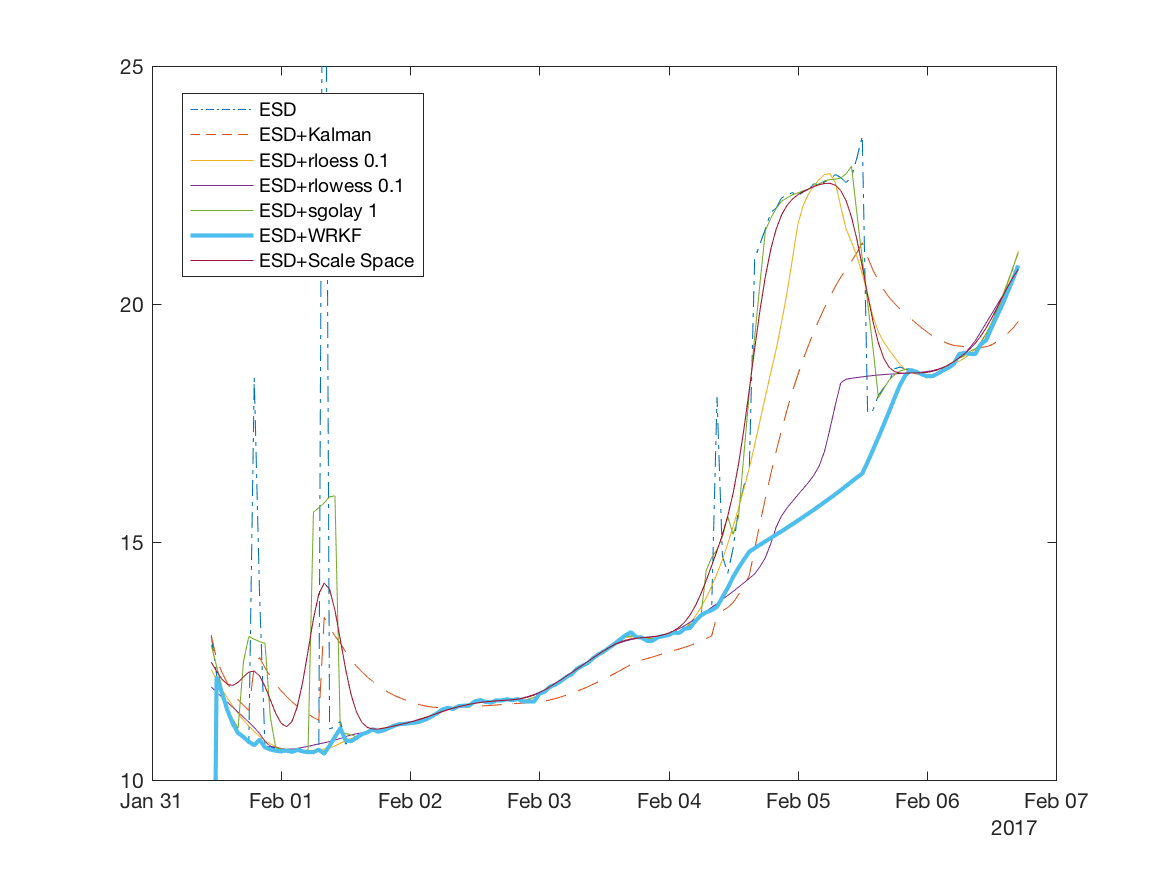 25
ESD
ESD+Kalman
ESD+rloess 0.1
ESD+rlowess 0.1
ESD+sgolay 1
ESD+WRKF
ESD+Scale Space
20
15
10
Jan 31 Feb 01 Feb 02 Feb 03 Feb 04 Feb 05 Feb 06 Feb 07
2017